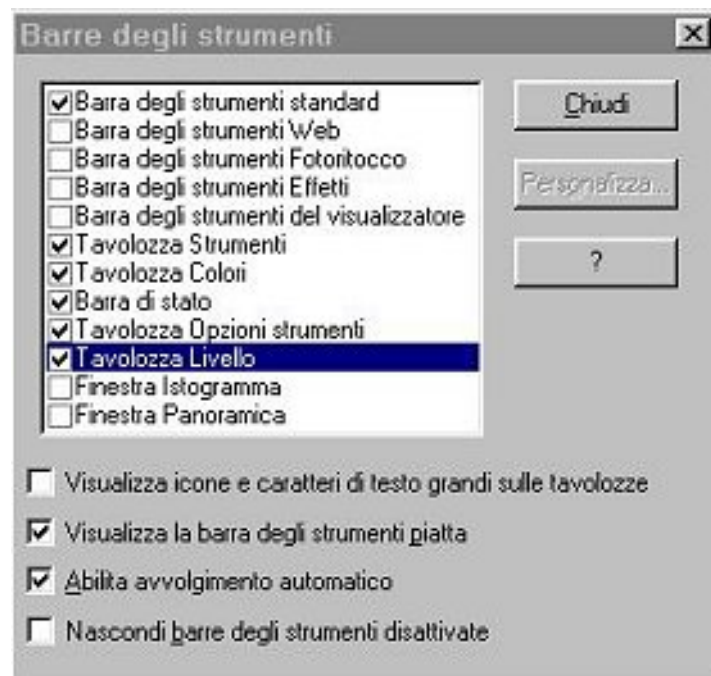 Barre degli strumenti
Barra degli strumenti standard
Barra degli strumenti Web
Barra degli strumenti Fotoritocco
Barra degli strumenti Effetti
Barra degli strumenti del visualizzatore
Tavolozza Strumenti
Tavolozza Colori
Barra di stato
Tavolozza Opzioni strumenti
Tavolozza Livello
Finestra Istogramma
Finestra Panoramica
Chiudi
Personalizza...
?
Visualizza icone e caratteri di testo grandi sulle tavolozze
Visualizza la barra degli strumenti piatta
Abilita avvolgimento automatico
Nascondi barre degli strumenti disattivate